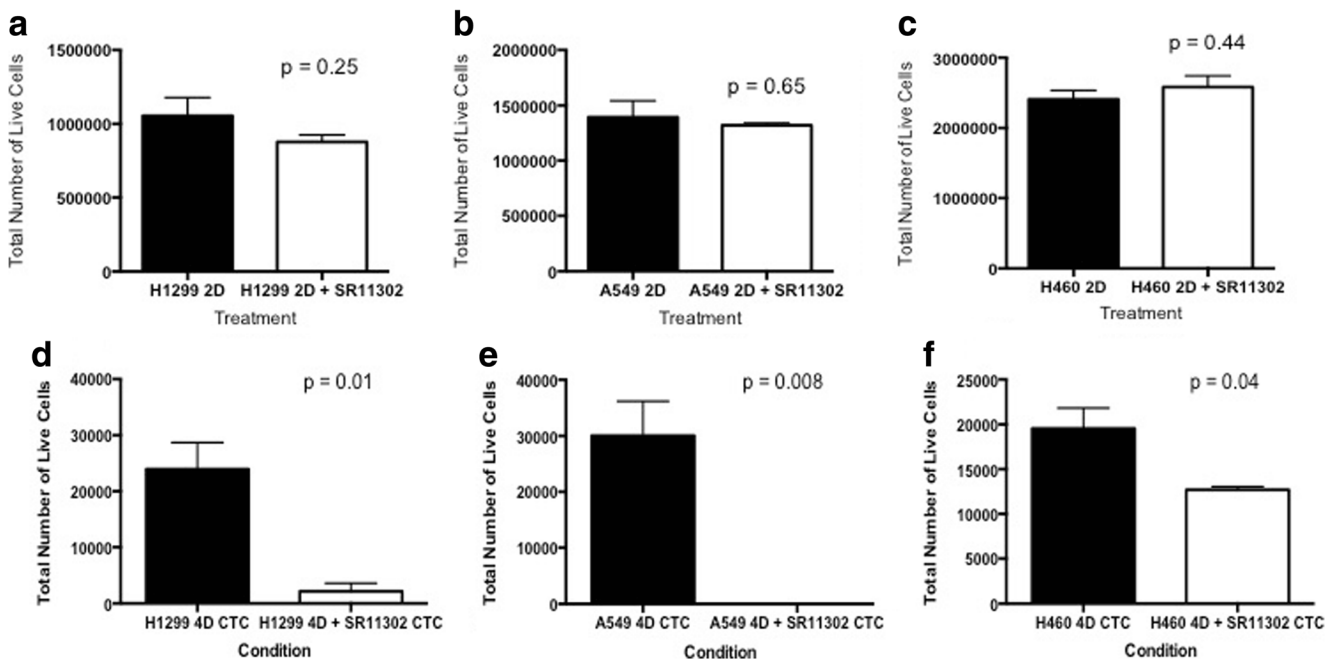 a
Total Number of Live Cells
1500000
1000000
500000
0
p = 0.25
H1299 2D
H1299 2D + SR11302
Treatment
b
Total Number of Live Cells
2000000
1500000
1000000
500000
0
p = 0.65
A549 2D
A549 2D + SR11302
Treatment
c
Total Number of Live Cells
3000000
2000000
1000000
0
p = 0.44
H460 2D
H460 2D + SR11302
Treatment
d
Total Number of Live Cells
40000
30000
20000
10000
0
p = 0.01
H1299 4D CTC
H1299 4D + SR11302 CTC
Condition
e
Total Number of Live Cells
40000
30000
20000
10000
0
p = 0.008
A549 4D CTC
A549 4D + SR11302 CTC
Condition
f
Total Number of Live Cells
25000
20000
15000
10000
5000
0
p = 0.04
H460 4D CTC
H460 4D + SR11302 CTC
Condition